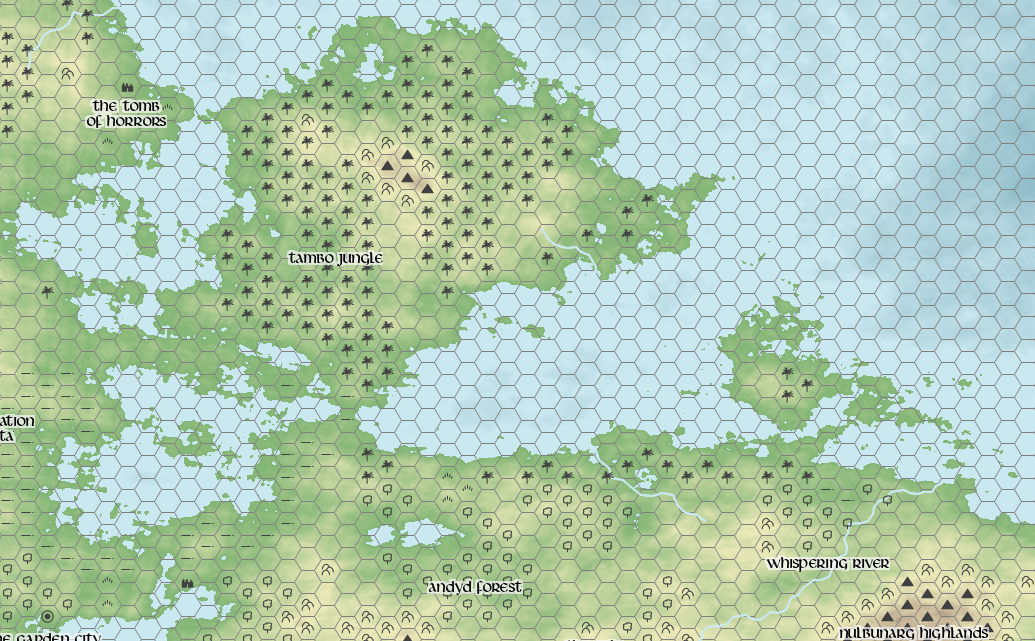 the tomb
of horrors
tambo jungle
ation
ta
whispering river
andyd forest
nulbunarg highlands
e garden city